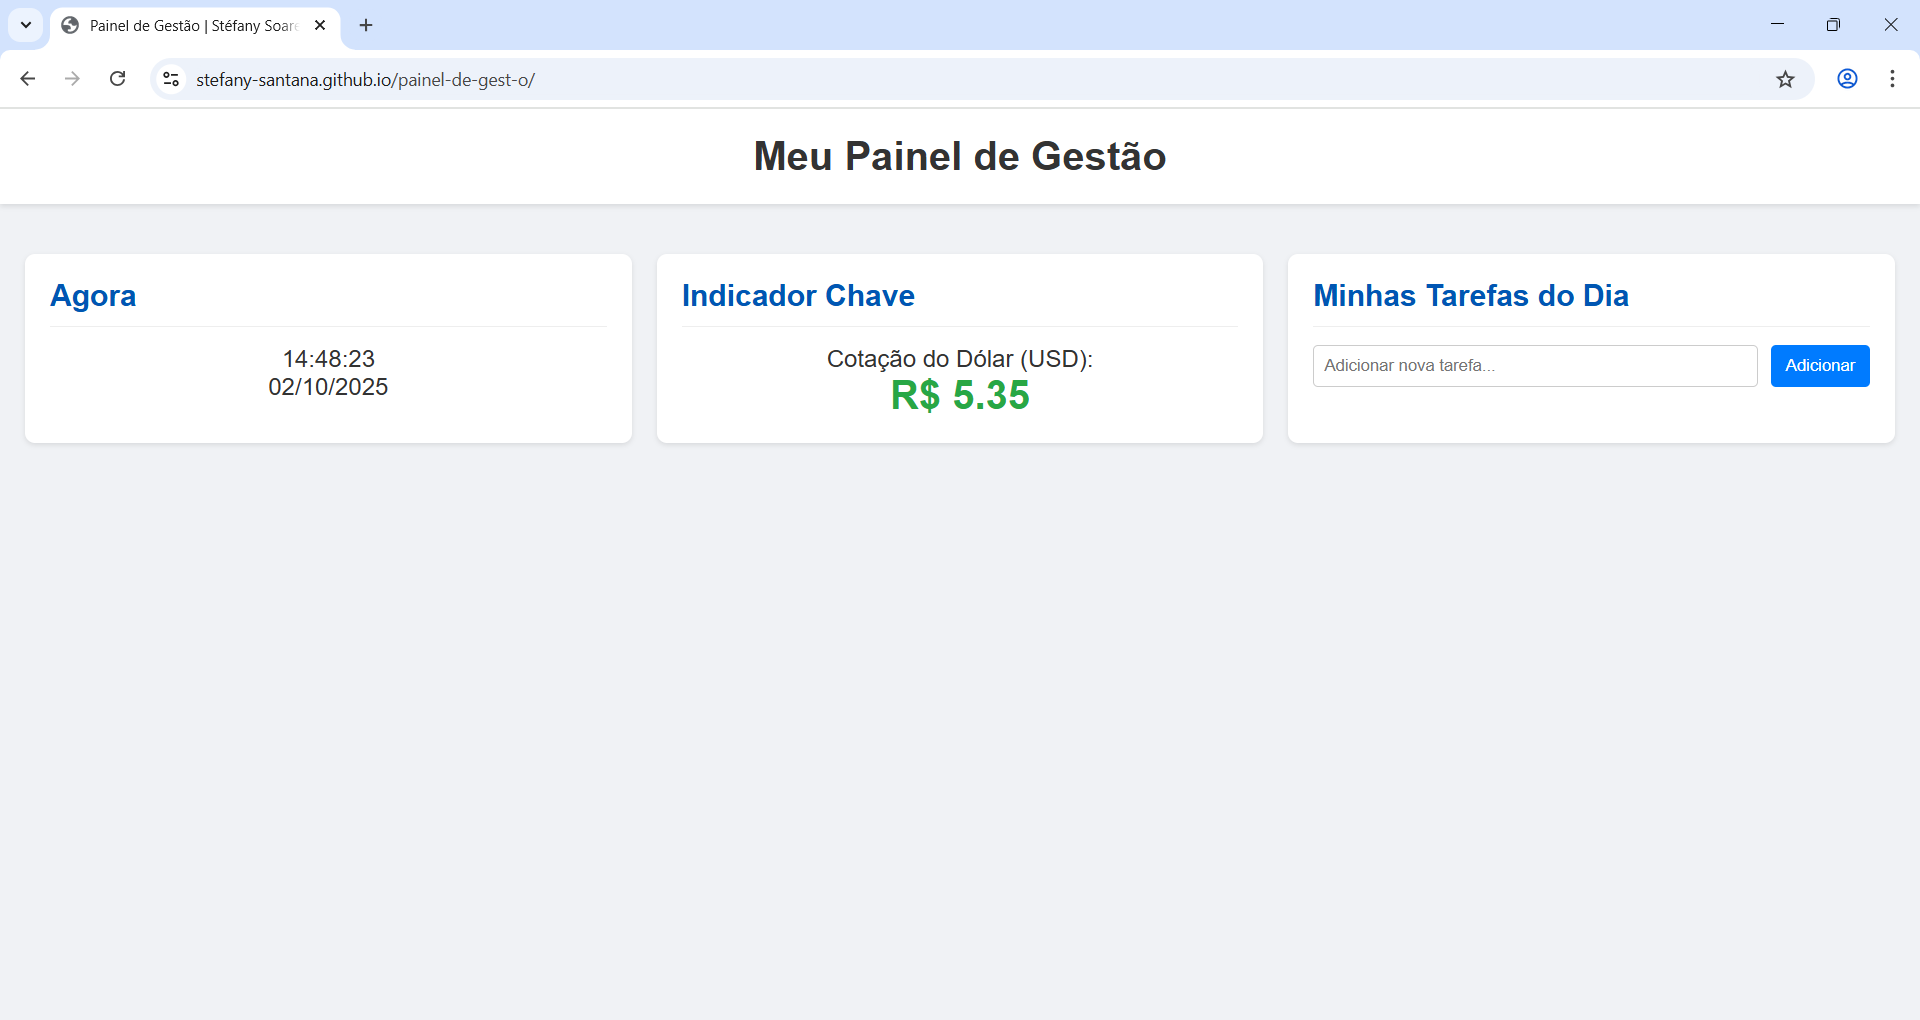 Painel de Gestão | Stéfany Soar
stefany-santana.github.io/painel-de-gest-o/
Meu Painel de Gestão
Agora
14:48:23
02/10/2025
Indicador Chave
Cotação do Dólar (USD):
R$ 5.35
Minhas Tarefas do Dia
Adicionar nova tarefa...
Adicionar